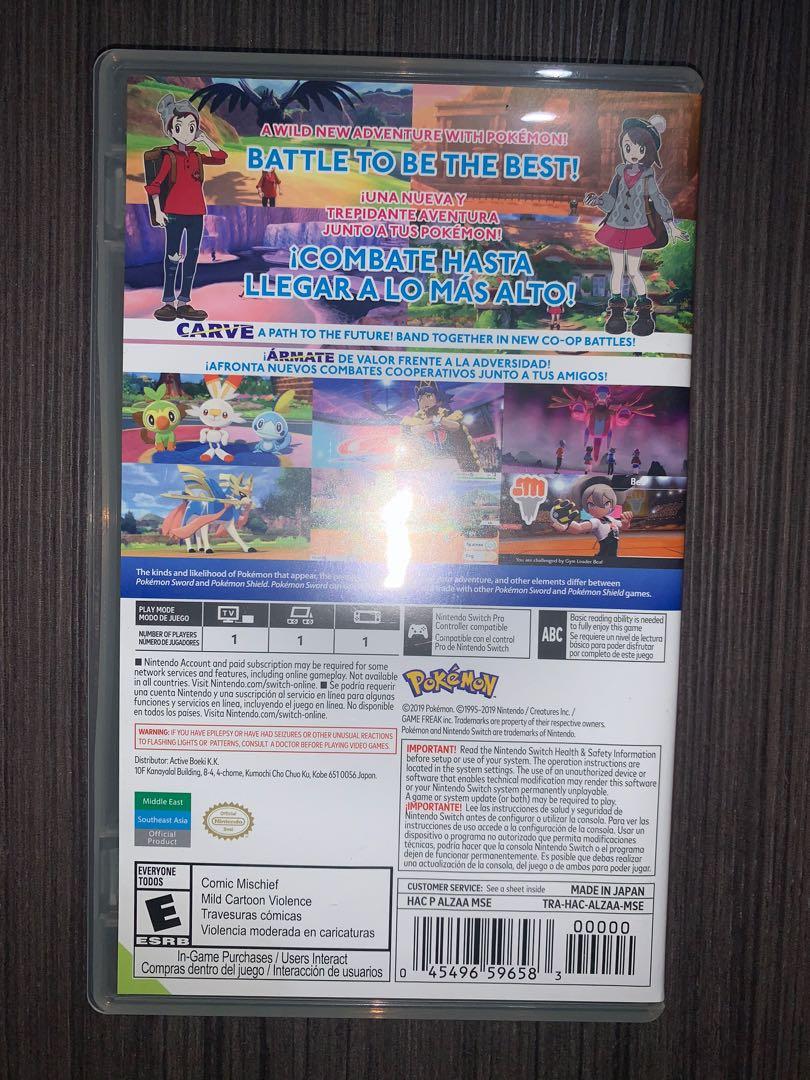 A WILD NEW ADVENTURE WITH POKÉMON!
BATTLE TO BE THE BEST!
¡UNA NUEVA Y
TREPIDANTE AVENTURA
JUNTO A TUS POKÉMON!
¡COMBATE HASTA
LLEGAR A LO MÁS ALTO!
CARVE A PATH TO THE FUTURE! BAND TOGETHER IN NEW CO-OP BATTLES!
¡ÁRMATE DE VALOR FRENTE A LA ADVERSIDAD!
¡AFRONTA NUEVOS COMBATES COOPERATIVOS JUNTO A TUS AMIGOS!
You are challenged by Gym Leader Bea!
The kinds and likelihood of Pokémon that appear, the your adventure, and other elements differ between
Pokémon Sword and Pokémon Shield. Pokémon Sword can trade with other Pokémon Sword and Pokémon Shield games.
PLAY MODE
MODO DE JUEGO
TV
NUMBER OF PLAYERS
NÚMERO DE JUGADORES
1
1
1
Nintendo Switch Pro
Controller compatible
Compatible con el control
Pro de Nintendo Switch
ABC
Basic reading ability is needed
to fully enjoy this game
Se requiere un nivel de lectura
básico para poder disfrutar
por completo de este juego
■ Nintendo Account and paid subscription may be required for some
network services and features, including online gameplay. Not available
in all countries. Visit Nintendo.com/switch-online. ■ Se podría requerir
una cuenta Nintendo y una suscripción al servicio en línea para algunas
funciones y servicios en línea, incluyendo el juego en línea. No disponible
en todos los países. Visita Nintendo.com/switch-online.
WARNING: IF YOU HAVE EPILEPSY OR HAVE HAD SEIZURES OR OTHER UNUSUAL REACTIONS
TO FLASHING LIGHTS OR PATTERNS, CONSULT A DOCTOR BEFORE PLAYING VIDEO GAMES.
Distributor: Active Boeki K.K.
10F Kanayalal Building, 8-4, 4-chome, Kumochi Cho Chuo Ku, Kobe 651 0056 Japan.
Middle East
Southeast Asia
Official
Product
Official
Nintendo
Seal
POKéMON
©2019 Pokémon. ©1995-2019 Nintendo / Creatures Inc. /
GAME FREAK inc. Trademarks are property of their respective owners.
Pokémon and Nintendo Switch are trademarks of Nintendo.
IMPORTANT! Read the Nintendo Switch Health & Safety Information
before setup or use of your system. The operation instructions are
located in the system settings. The use of an unauthorized device or
software that enables technical modification may render this software
or your Nintendo Switch system permanently unplayable.
A game or system update (or both) may be required to play.
¡IMPORTANTE! Lee las instrucciones de salud y seguridad de
Nintendo Switch antes de configurar o utilizar la consola. Para ver las
instrucciones de uso accede a la configuración de la consola. Usar un
dispositivo o programa no autorizado que permita modificaciones
técnicas, podría hacer que la consola Nintendo Switch o el programa
dejen de funcionar permanentemente. Es posible que debas realizar
una actualización de la consola, del juego o de ambos para poder jugar.
EVERYONE
TODOS
E
ESRB
Comic Mischief
Mild Cartoon Violence
Travesuras cómicas
Violencia moderada en caricaturas
In-Game Purchases / Users Interact
Compras dentro del juego / Interacción de usuarios
CUSTOMER SERVICE: See a sheet inside
MADE IN JAPAN
HAC P ALZAA MSE
TRA-HAC-ALZAA-MSE
00000
0 45496 59658 3